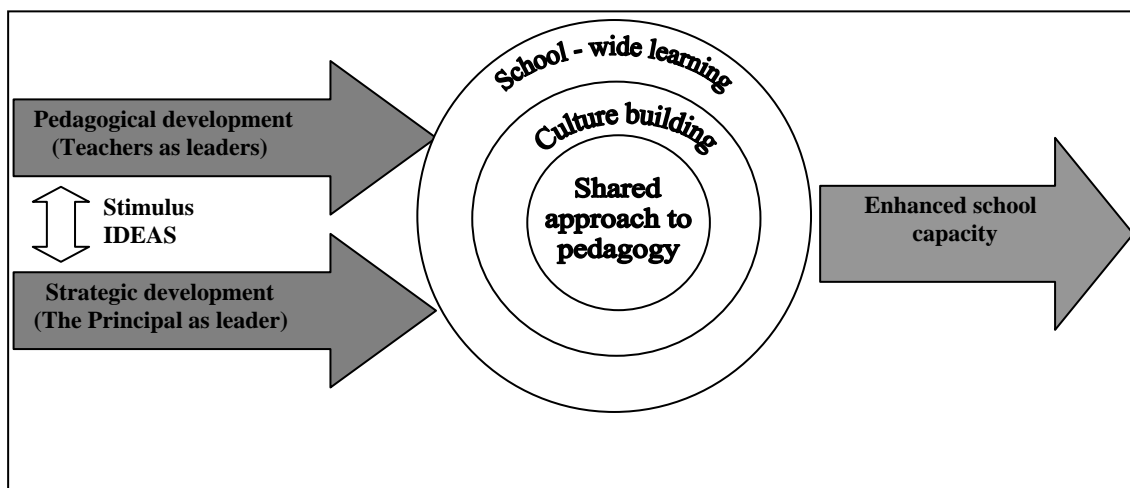 Pedagogical development
(Teachers as leaders)
Stimulus
IDEAS
Strategic development
(The Principal as leader)
School - wide learning
Culture building
Shared
approach to
pedagogy
Enhanced school
capacity